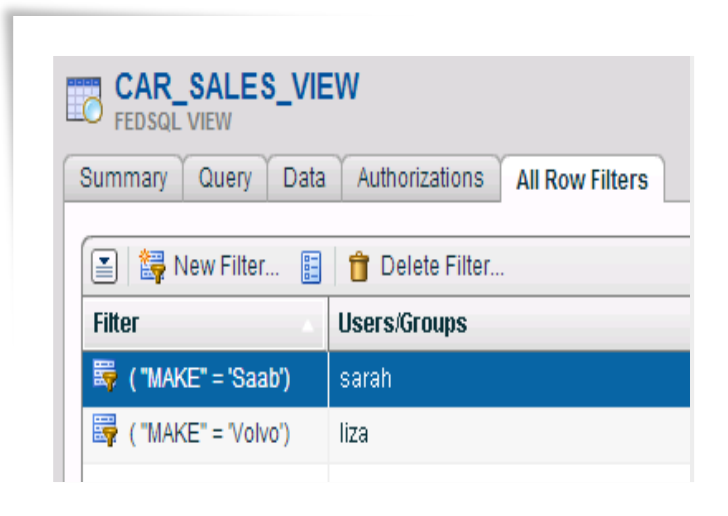 CAR_SALES_VIEW
FEDSQL VIEW
Summary Query Data Authorizations All Row Filters
New Filter... Delete Filter...
Filter Users/Groups
( "MAKE" = 'Saab') sarah
( "MAKE" = 'Volvo') liza